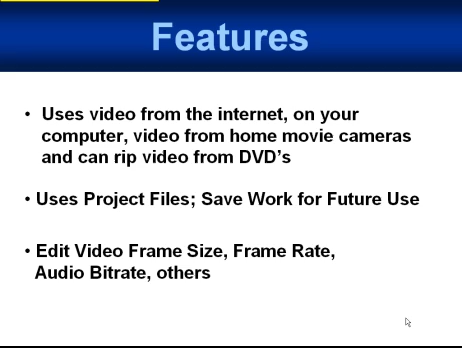 Features
• Uses video from the internet, on your
computer, video from home movie cameras
and can rip video from DVD's
• Uses Project Files; Save Work for Future Use
• Edit Video Frame Size, Frame Rate,
Audio Bitrate, others